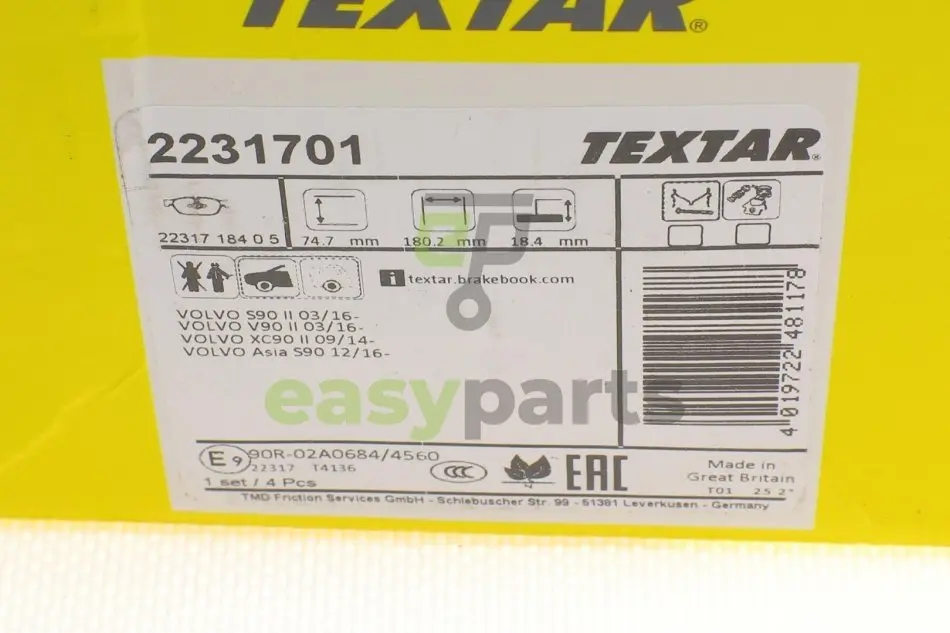 TEXTAR®
2231701 TEXTAR®
22317 184 0 5 74.7 mm 180.2 mm 18.4 mm
i textar.brakebook.com
VOLVO S90 II 03/16-
VOLVO V90 II 03/16-
VOLVO XC90 II 09/14-
VOLVO Asia S90 12/16-
4 019722 481178
easyparts
E9 90R-02A0684/4560
22317 T4136
CCC EAC
1 set / 4 Pcs
Made in
Great Britain
T01 25 2"
TMD Friction Services GmbH - Schlebuscher Str. 99 - 51381 Leverkusen - Germany